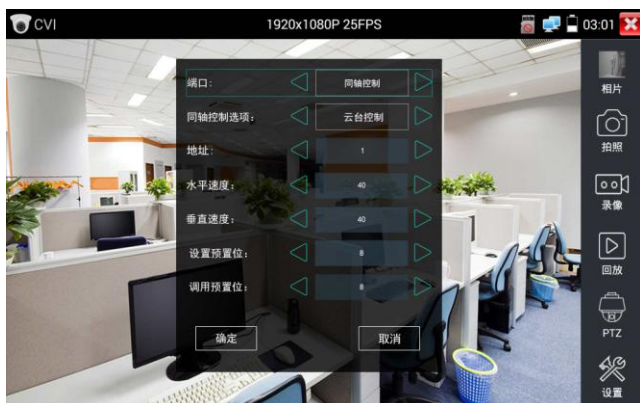 CVI
1920x1080P 25FPS
03:01
端口：
同轴控制
同轴控制选项：
云台控制
地址：
1
水平速度：
40
垂直速度：
40
设置预置位：
8
调用预置位：
8
确定
取消
相片
拍照
录像
回放
PTZ
设置